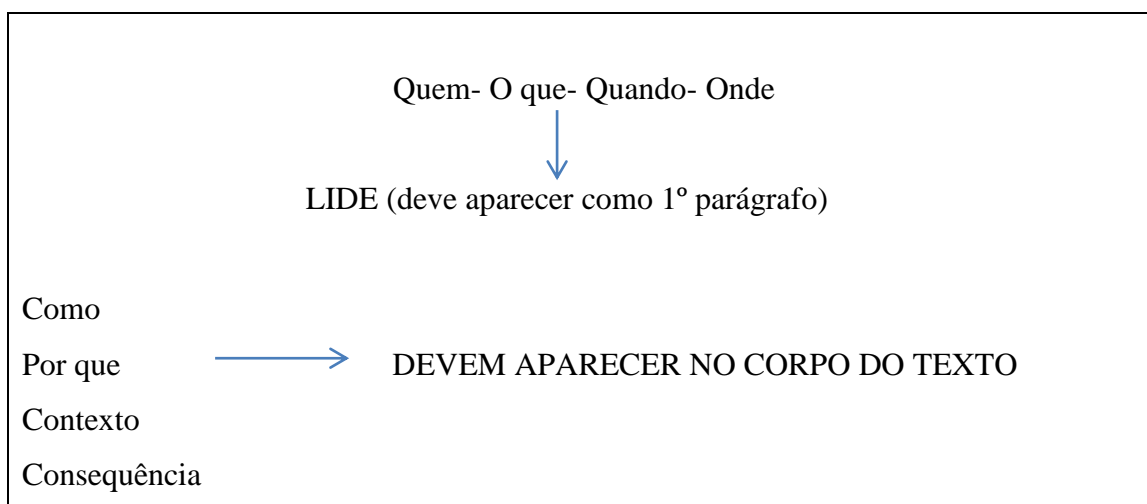 Quem- O que- Quando- Onde
LIDE (deve aparecer como 1º parágrafo)
Como
Por que
DEVEM APARECER NO CORPO DO TEXTO
Contexto
Consequência